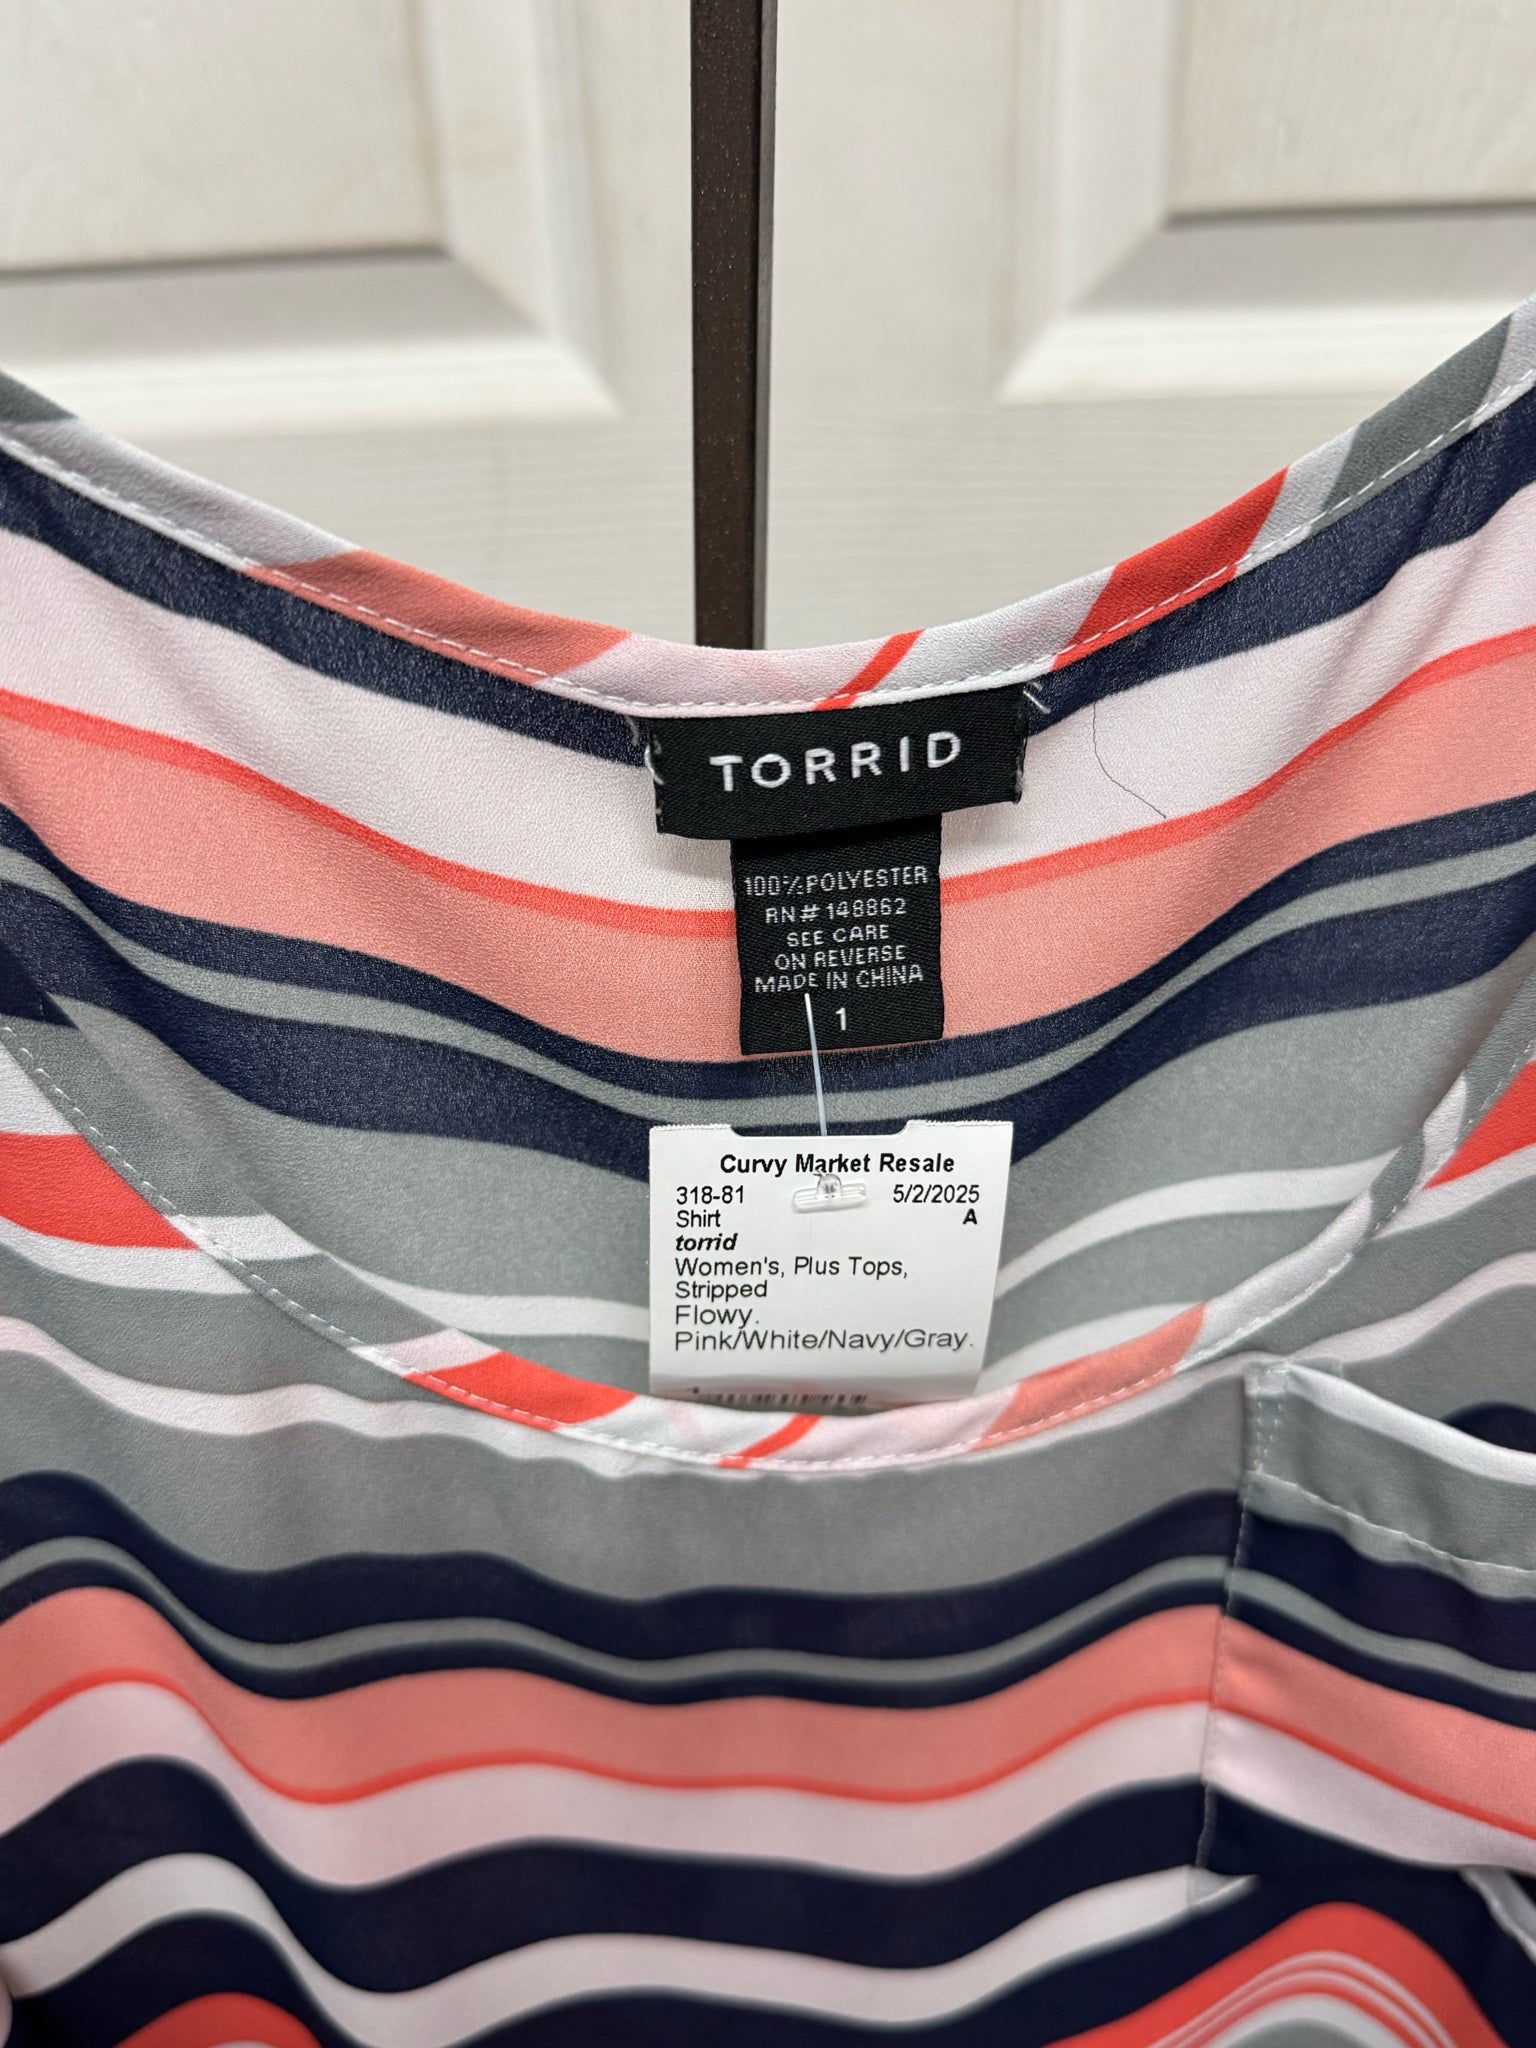 TORRID
100% POLYESTER
RN# 148862
SEE CARE
ON REVERSE
MADE IN CHINA
1
Curvy Market Resale
318-81 5/2/2025
Shirt A
torrid
Women's, Plus Tops,
Stripped
Flowy.
Pink/White/Navy/Gray.